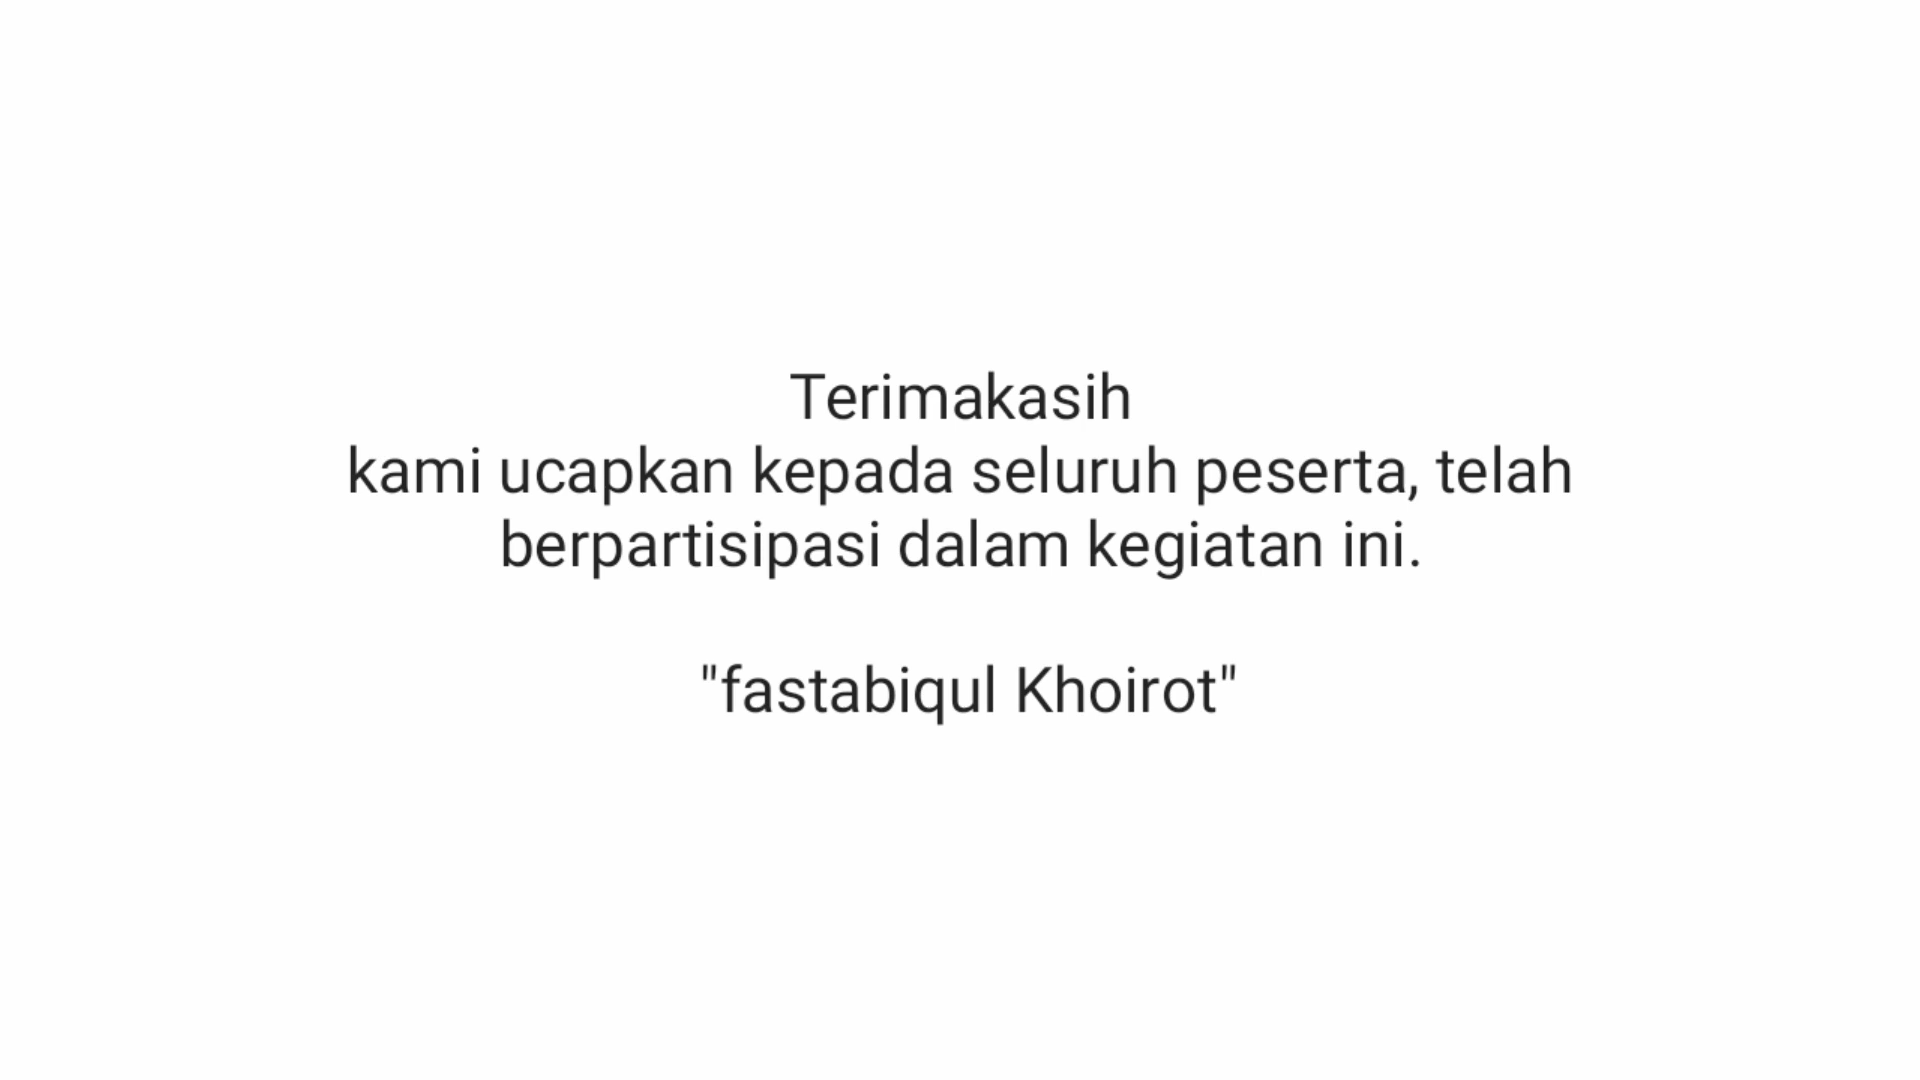 Terimakasih
kami ucapkan kepada seluruh peserta, telah
berpartisipasi dalam kegiatan ini.
"fastabiqul Khoirot"